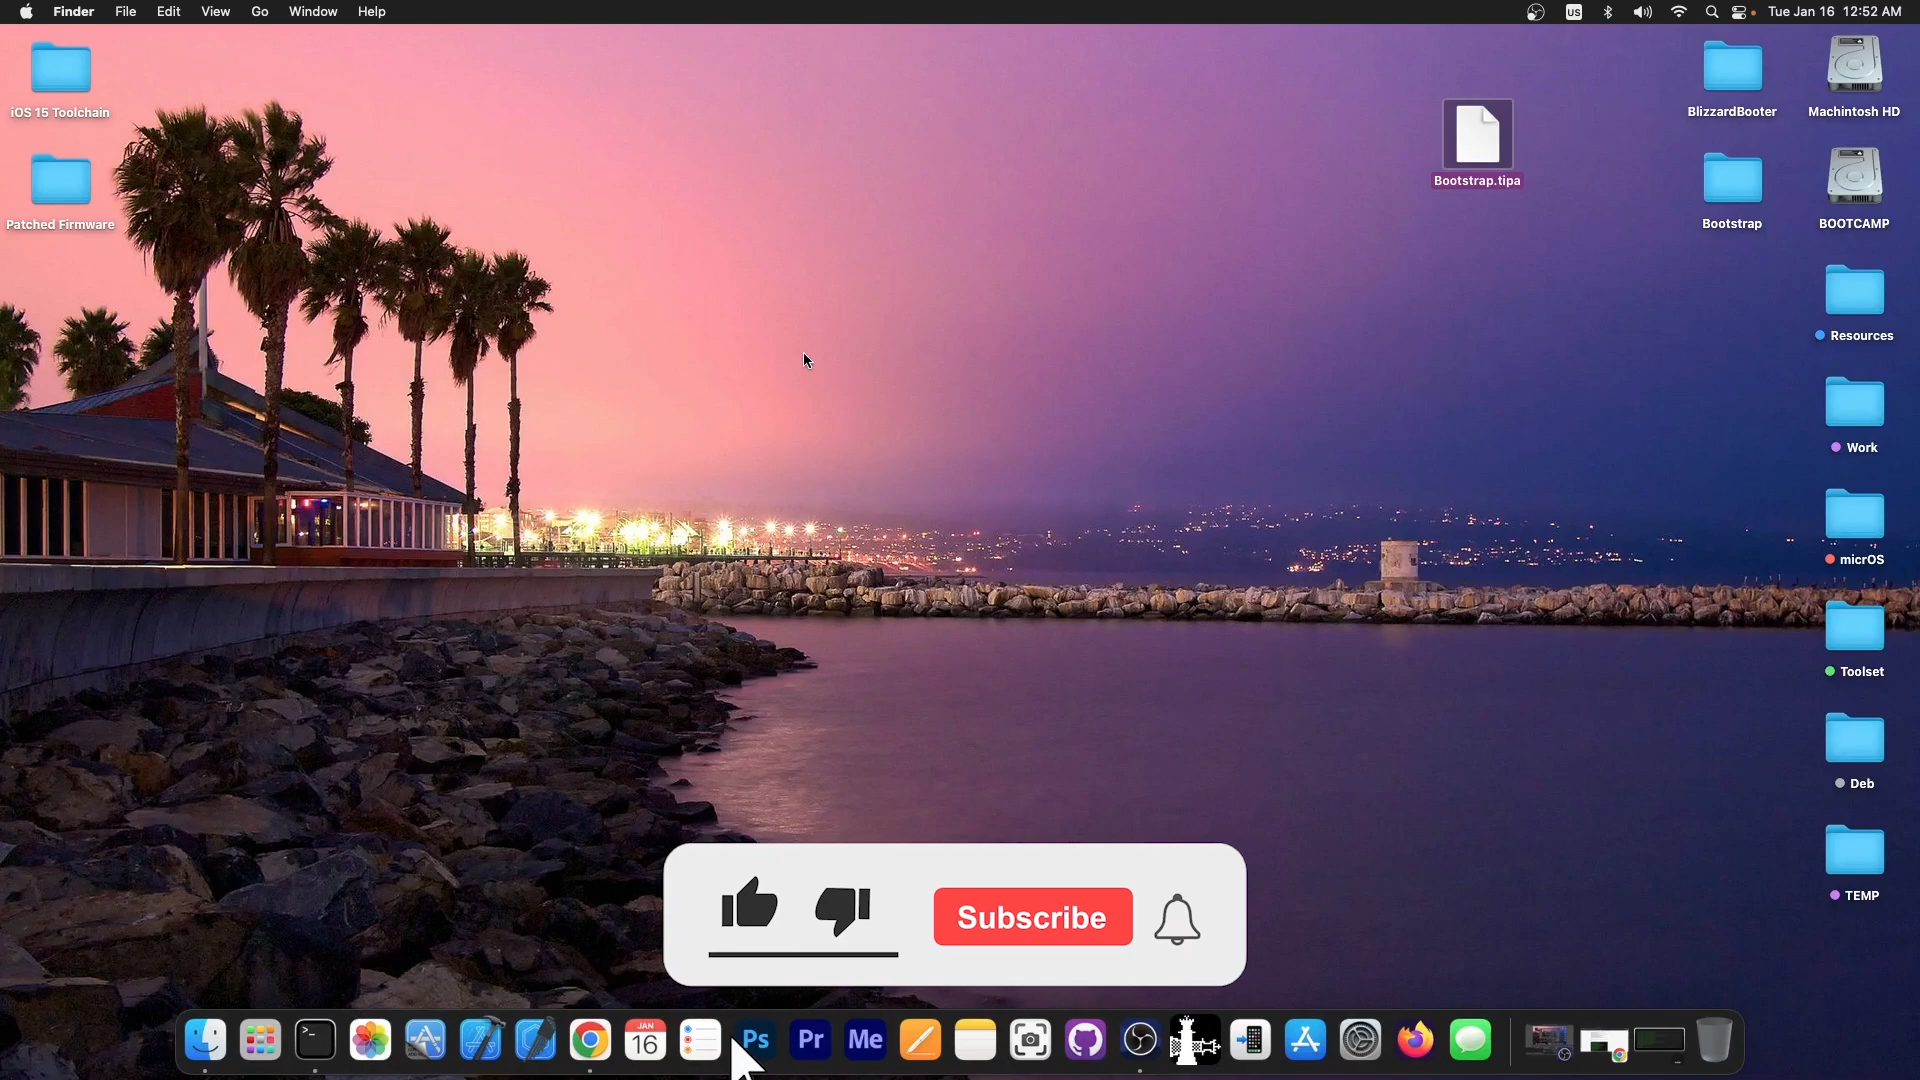 Finder File Edit View Go Window Help
US
Tue Jan 16 12:52 AM
iOS 15 Toolchain
Patched Firmware
Bootstrap.tipa
BlizzardBooter
Machintosh HD
Bootstrap
BOOTCAMP
Resources
Work
micrOS
Toolset
Deb
TEMP
Subscribe
>_
JAN
16
Ps
Pr
Me